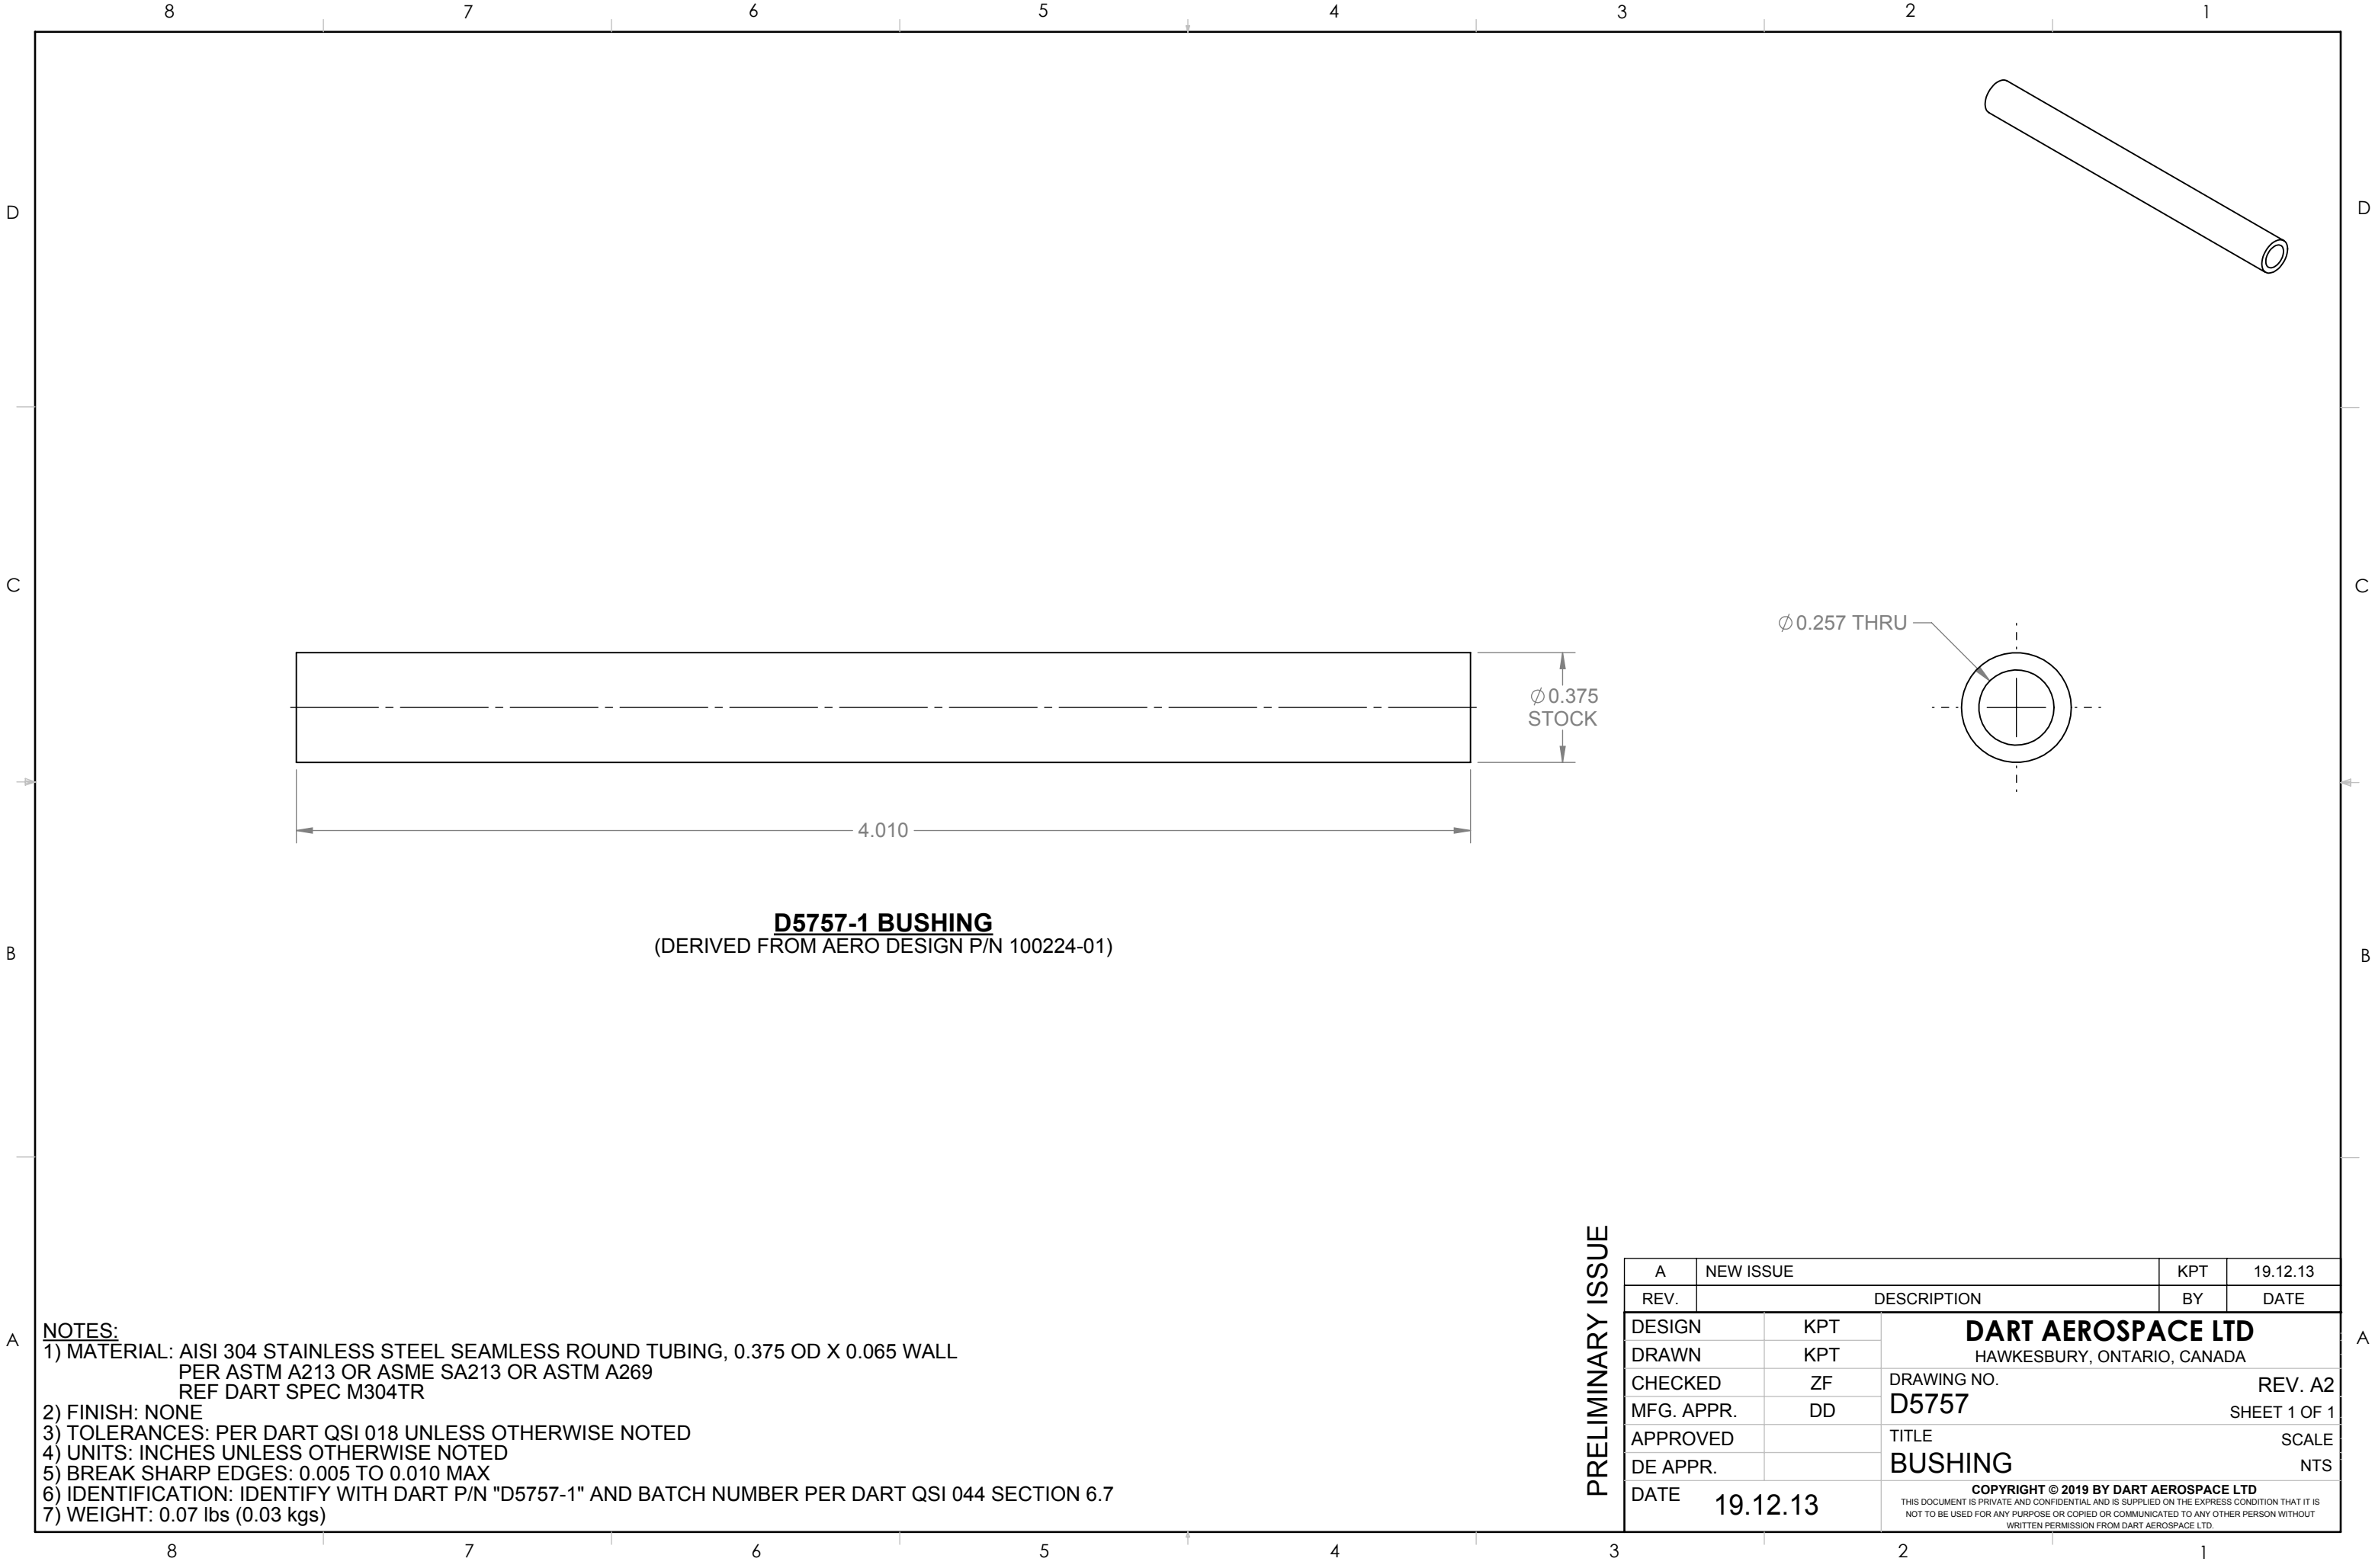 8 7 6 5 4 3 2 1
D D
C C
⌀0.257 THRU
⌀0.375
STOCK
4.010
D5757-1 BUSHING
(DERIVED FROM AERO DESIGN P/N 100224-01)
B B
PRELIMINARY ISSUE
A NEW ISSUE KPT 19.12.13
REV. DESCRIPTION BY DATE
A A
NOTES:
1) MATERIAL: AISI 304 STAINLESS STEEL SEAMLESS ROUND TUBING, 0.375 OD X 0.065 WALL
PER ASTM A213 OR ASME SA213 OR ASTM A269
REF DART SPEC M304TR
2) FINISH: NONE
3) TOLERANCES: PER DART QSI 018 UNLESS OTHERWISE NOTED
4) UNITS: INCHES UNLESS OTHERWISE NOTED
5) BREAK SHARP EDGES: 0.005 TO 0.010 MAX
6) IDENTIFICATION: IDENTIFY WITH DART P/N "D5757-1" AND BATCH NUMBER PER DART QSI 044 SECTION 6.7
7) WEIGHT: 0.07 lbs (0.03 kgs)
DESIGN KPT
DRAWN KPT
CHECKED ZF
MFG. APPR. DD
APPROVED
DE APPR.
DATE 19.12.13
DART AEROSPACE LTD
HAWKESBURY, ONTARIO, CANADA
DRAWING NO. REV. A2
D5757 SHEET 1 OF 1
TITLE SCALE
BUSHING NTS
COPYRIGHT © 2019 BY DART AEROSPACE LTD
THIS DOCUMENT IS PRIVATE AND CONFIDENTIAL AND IS SUPPLIED ON THE EXPRESS CONDITION THAT IT IS
NOT TO BE USED FOR ANY PURPOSE OR COPIED OR COMMUNICATED TO ANY OTHER PERSON WITHOUT
WRITTEN PERMISSION FROM DART AEROSPACE LTD.
8 7 6 5 4 3 2 1